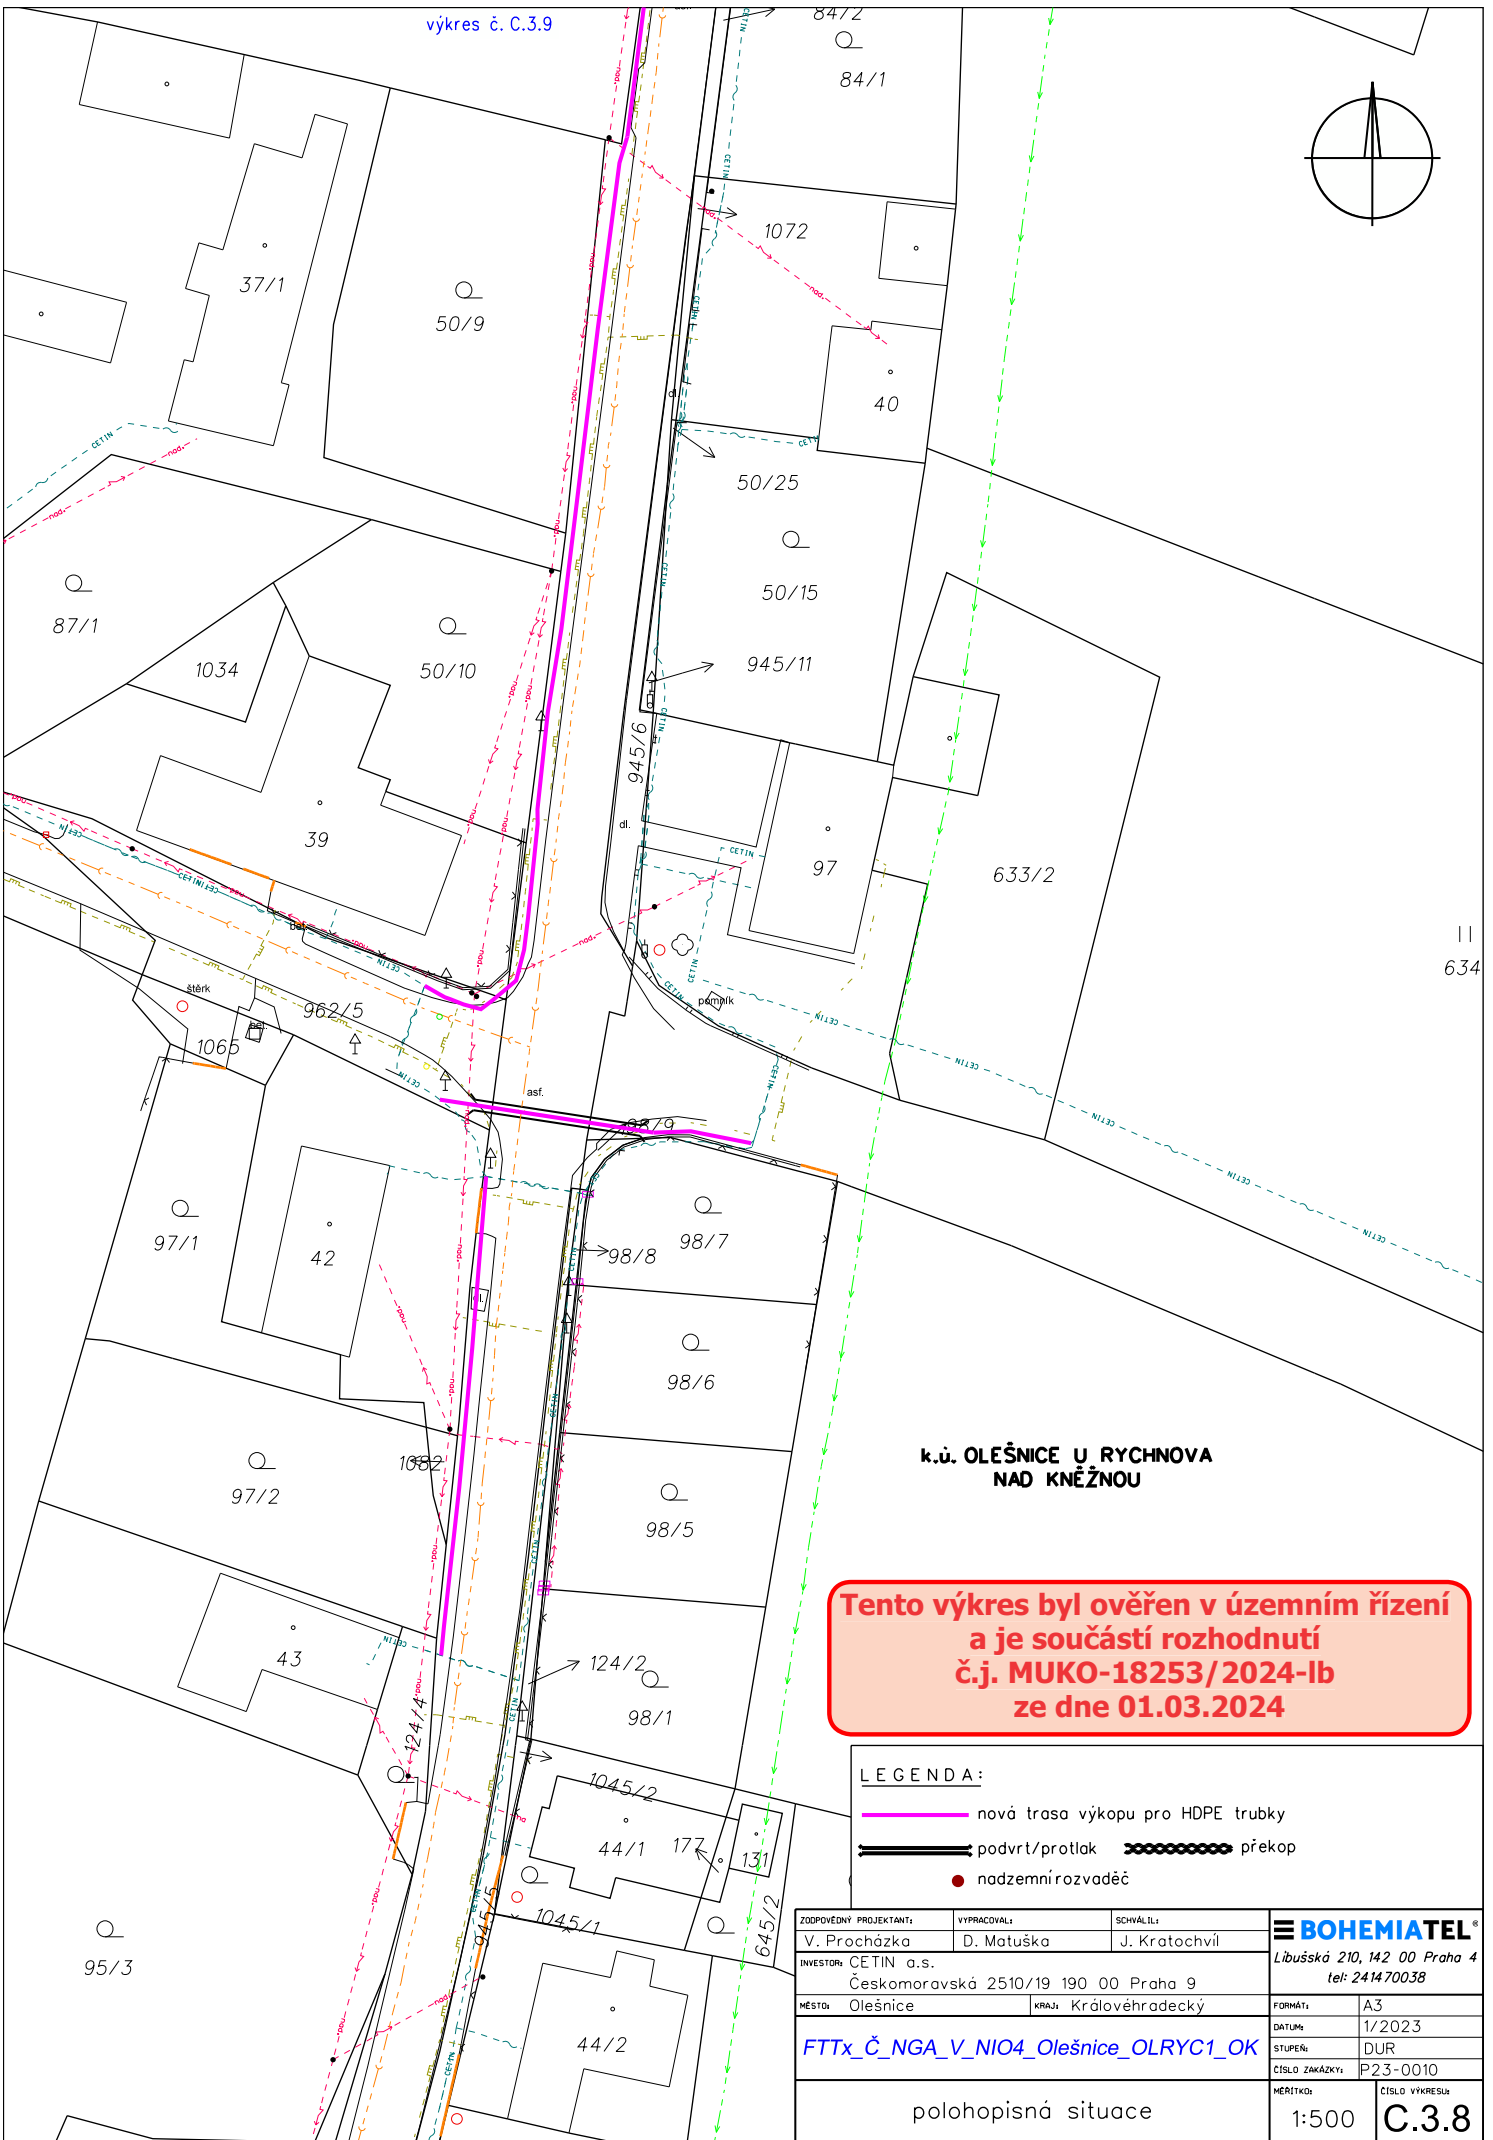 výkres č. C.3.9
84/2
84/1
1072
37/1
50/9
40
50/25
50/15
87/1
1034
50/10
945/11
945/6
39
dl.
97
633/2
634
štěrk
bet.
962/5
1065
pomník
asf.
98/9
97/1
42
98/8
98/7
98/6
1082
97/2
98/5
k.ú. OLEŠNICE U RYCHNOVA
NAD KNĚŽNOU
43
124/2
98/1
124/4
1045/2
44/1
177
131
945/5
1045/1
645/2
95/3
44/2
CETIN
nad.
Tento výkres byl ověřen v územním řízení
a je součástí rozhodnutí
č.j. MUKO-18253/2024-lb
ze dne 01.03.2024
LEGENDA:
nová trasa výkopu pro HDPE trubky
podvrt/protlak překop
nadzemní rozvaděč
ZODPOVĚDNÝ PROJEKTANT: VYPRACOVAL: SCHVÁLIL:
V. Procházka D. Matuška J. Kratochvíl
INVESTOR: CETIN a.s.
Českomoravská 2510/19 190 00 Praha 9
MĚSTO: Olešnice KRAJ: Královéhradecký
FTTx_Č_NGA_V_NIO4_Olešnice_OLRYC1_OK
polohopisná situace
BOHEMIATEL®
Libušská 210, 142 00 Praha 4
tel: 241470038
FORMÁT: A3
DATUM: 1/2023
STUPEŇ: DUR
ČÍSLO ZAKÁZKY: P23-0010
MĚŘÍTKO: ČÍSLO VÝKRESU:
1:500 C.3.8